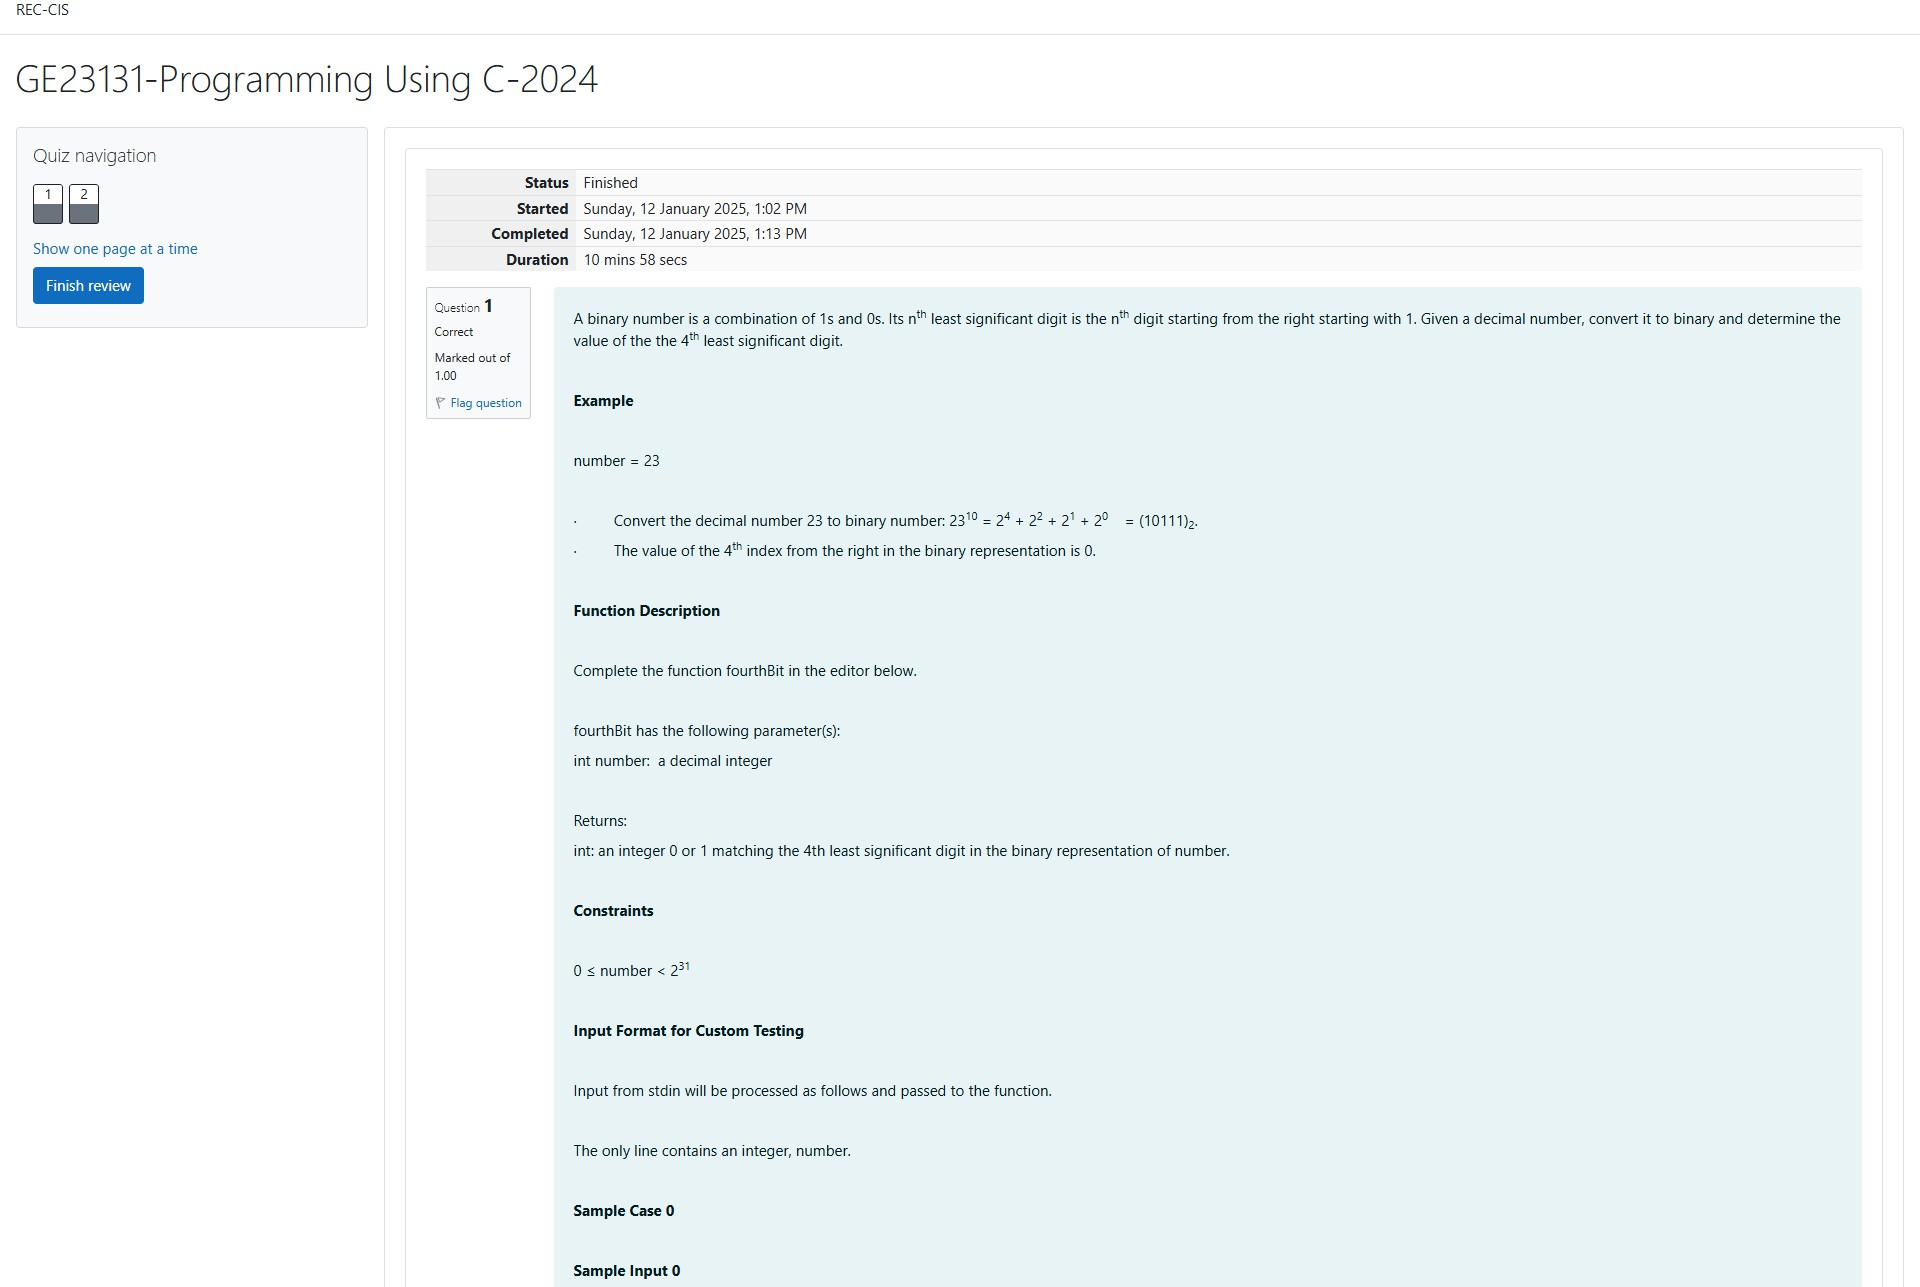 REC-CIS
GE23131-Programming Using C-2024
Quiz navigation
1 2
Show one page at a time
Finish review
Status Finished
Started Sunday, 12 January 2025, 1:02 PM
Completed Sunday, 12 January 2025, 1:13 PM
Duration 10 mins 58 secs
Question 1
Correct
Marked out of
1.00
Flag question
A binary number is a combination of 1s and 0s. Its nth least significant digit is the nth digit starting from the right starting with 1. Given a decimal number, convert it to binary and determine the
value of the the 4th least significant digit.
Example
number = 23
· Convert the decimal number 23 to binary number: 23¹⁰ = 2⁴ + 2² + 2¹ + 2⁰ = (10111)₂.
· The value of the 4th index from the right in the binary representation is 0.
Function Description
Complete the function fourthBit in the editor below.
fourthBit has the following parameter(s):
int number: a decimal integer
Returns:
int: an integer 0 or 1 matching the 4th least significant digit in the binary representation of number.
Constraints
0 ≤ number < 2³¹
Input Format for Custom Testing
Input from stdin will be processed as follows and passed to the function.
The only line contains an integer, number.
Sample Case 0
Sample Input 0